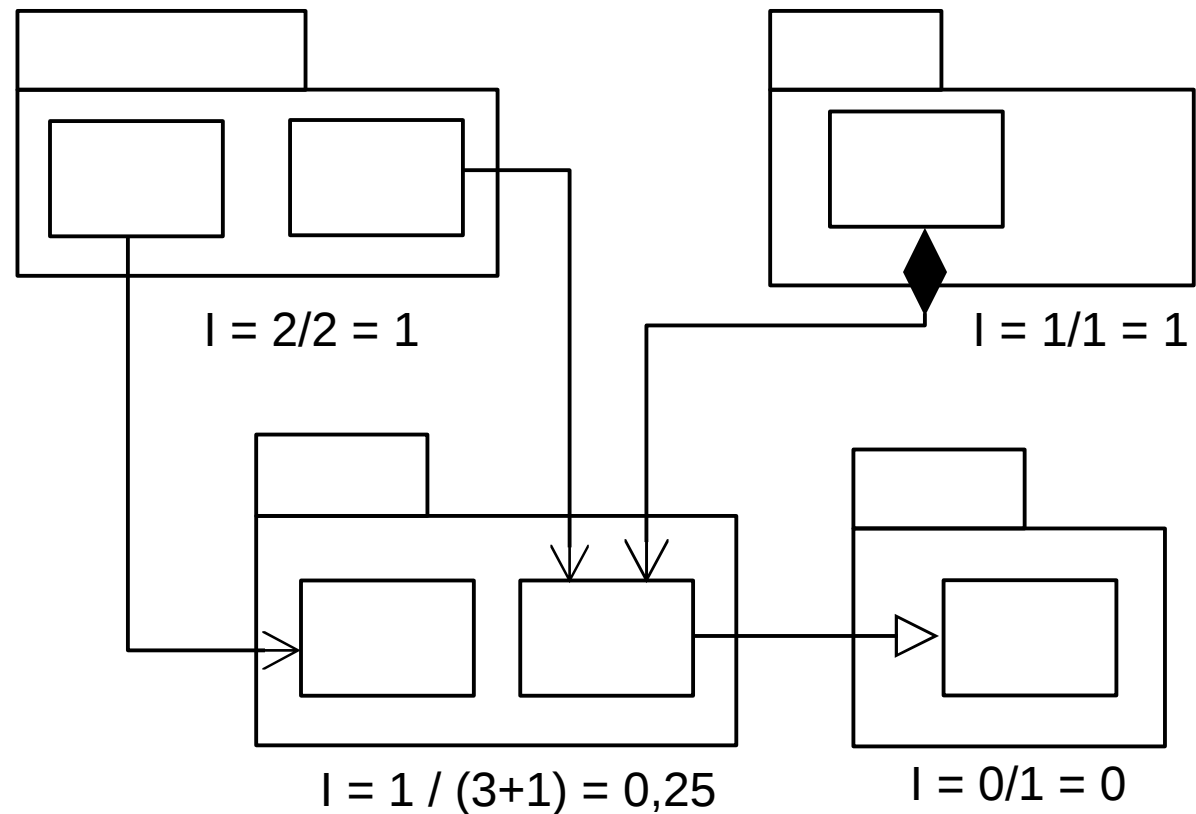 I = 2/2 = 1
I = 1/1 = 1
I = 1 / (3+1) = 0,25
I = 0/1 = 0